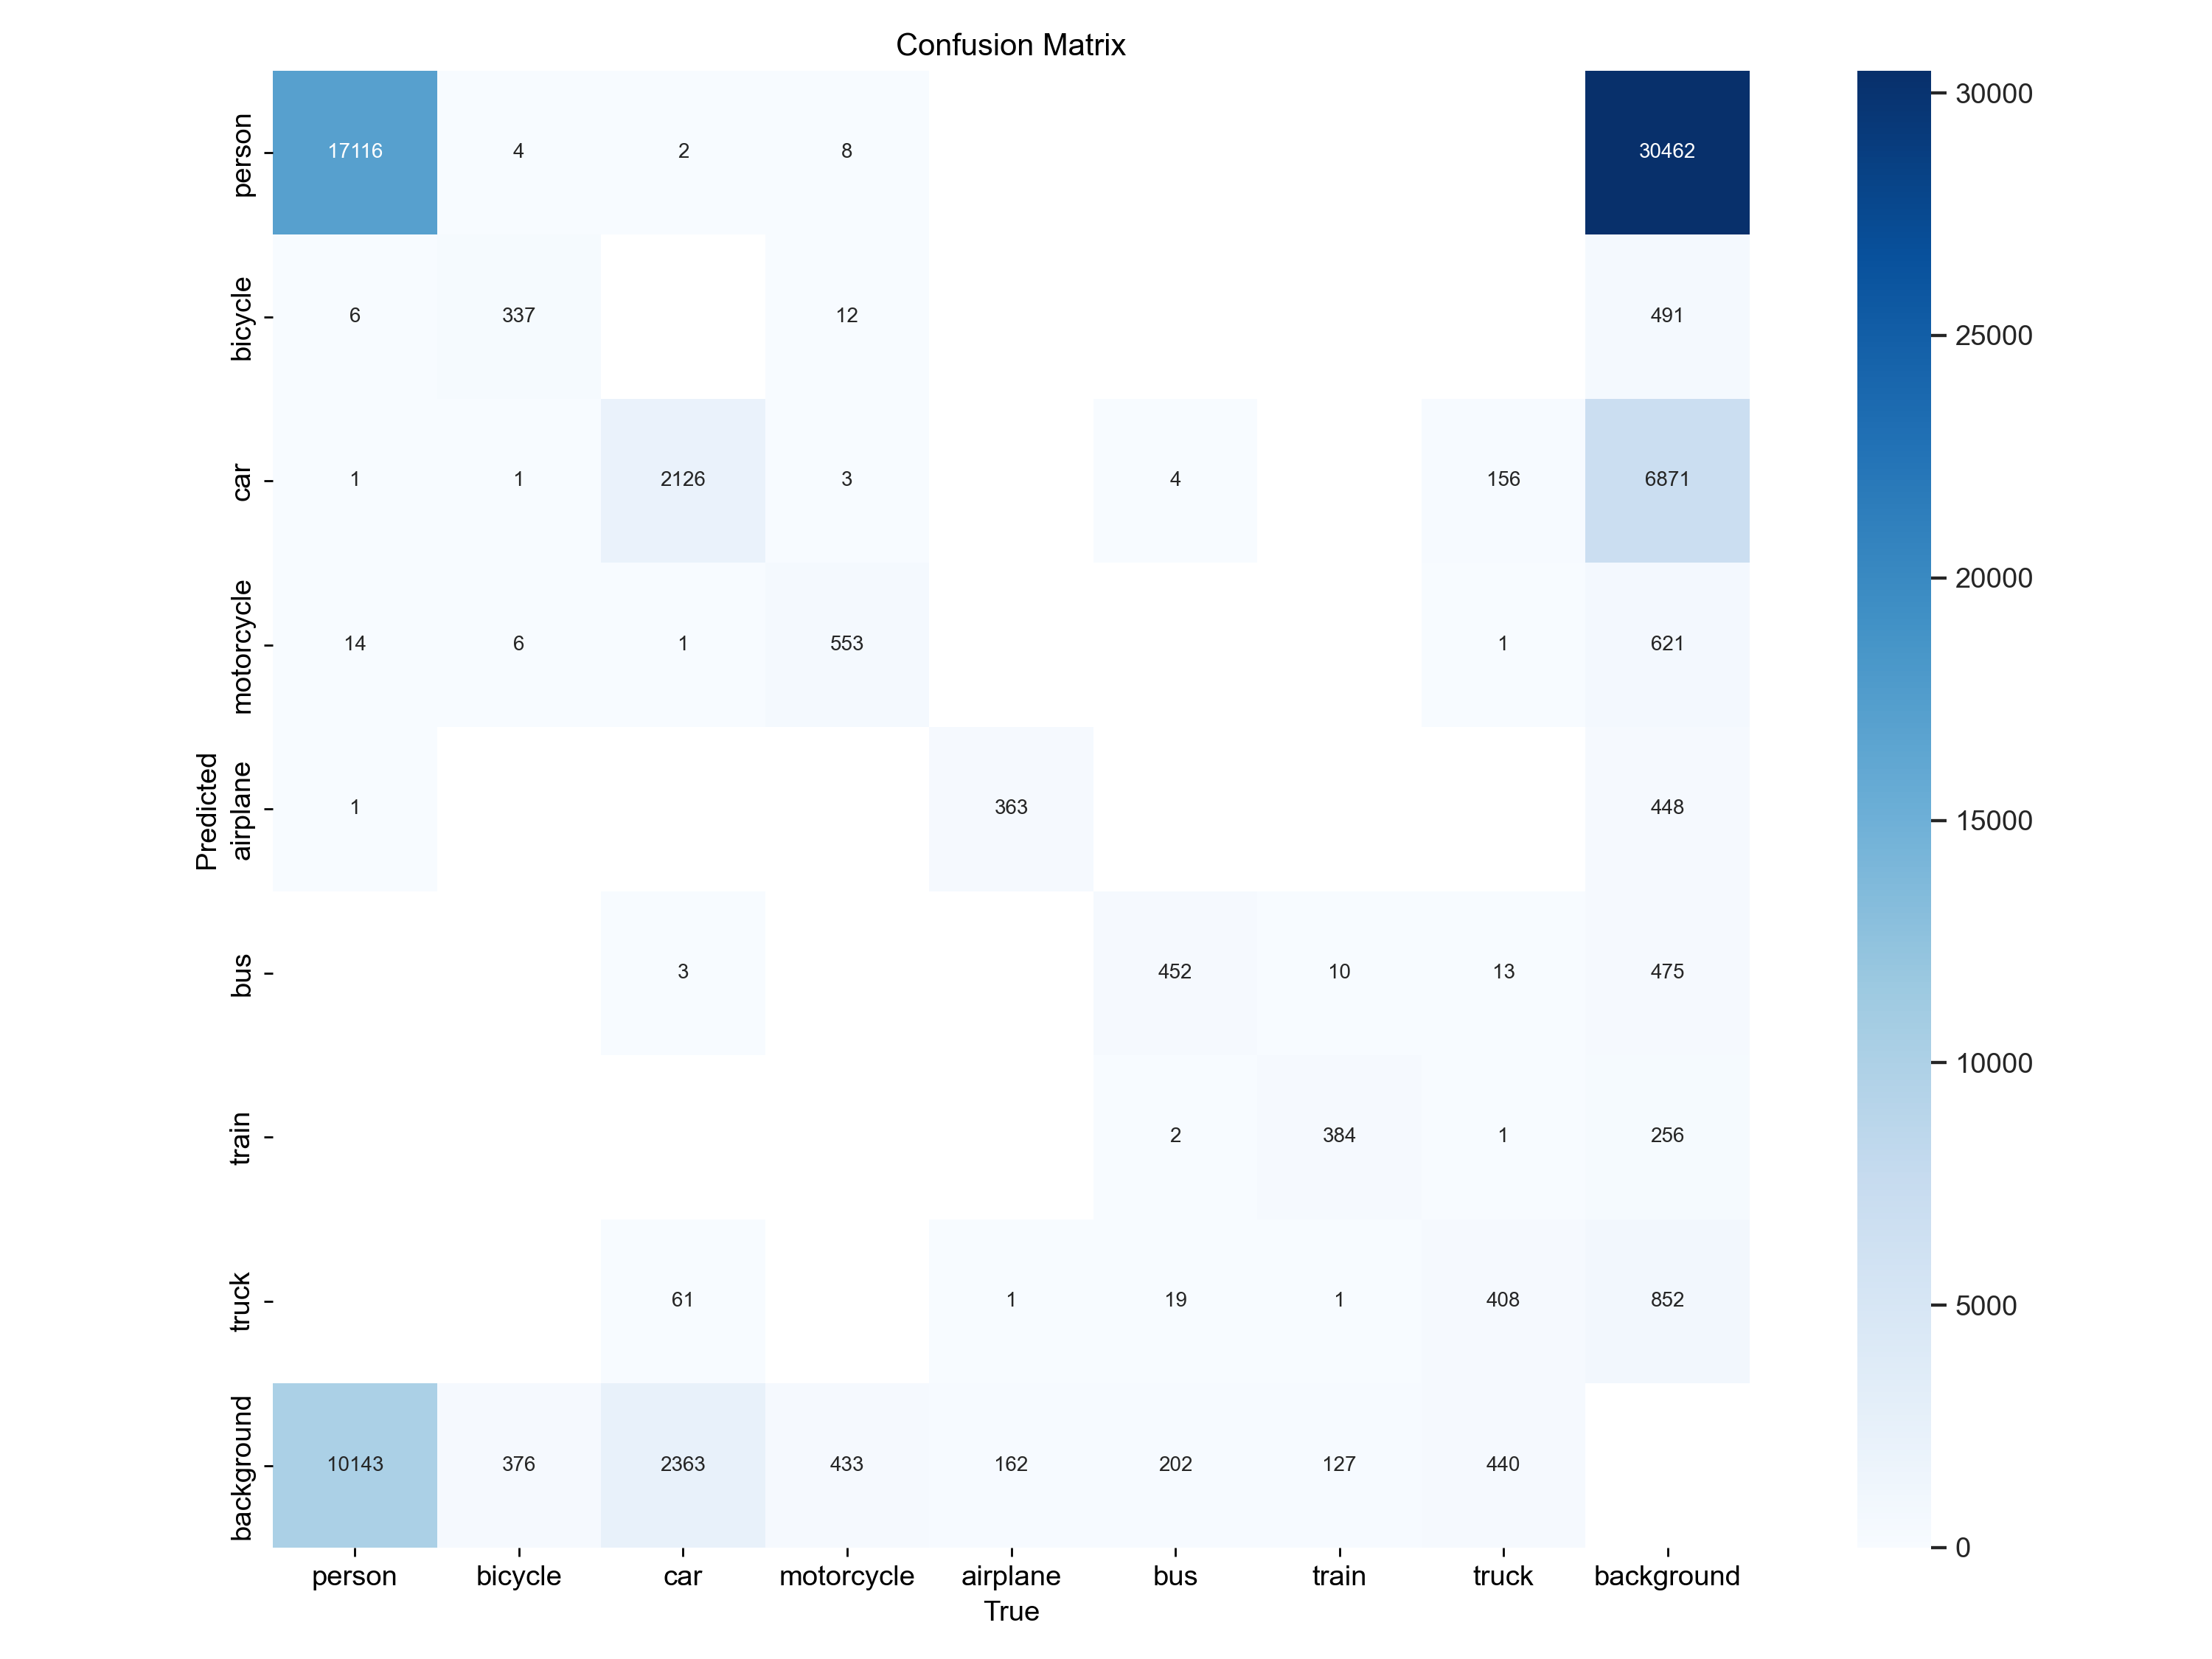 Confusion Matrix
person 17116 4 2 8 30462
bicycle 6 337 12 491
car 1 1 2126 3 4 156 6871
motorcycle 14 6 1 553 1 621
airplane 1 363 448
bus 3 452 10 13 475
train 2 384 1 256
truck 61 1 19 1 408 852
background 10143 376 2363 433 162 202 127 440
person bicycle car motorcycle airplane bus train truck background
True
Predicted
30000
25000
20000
15000
10000
5000
0